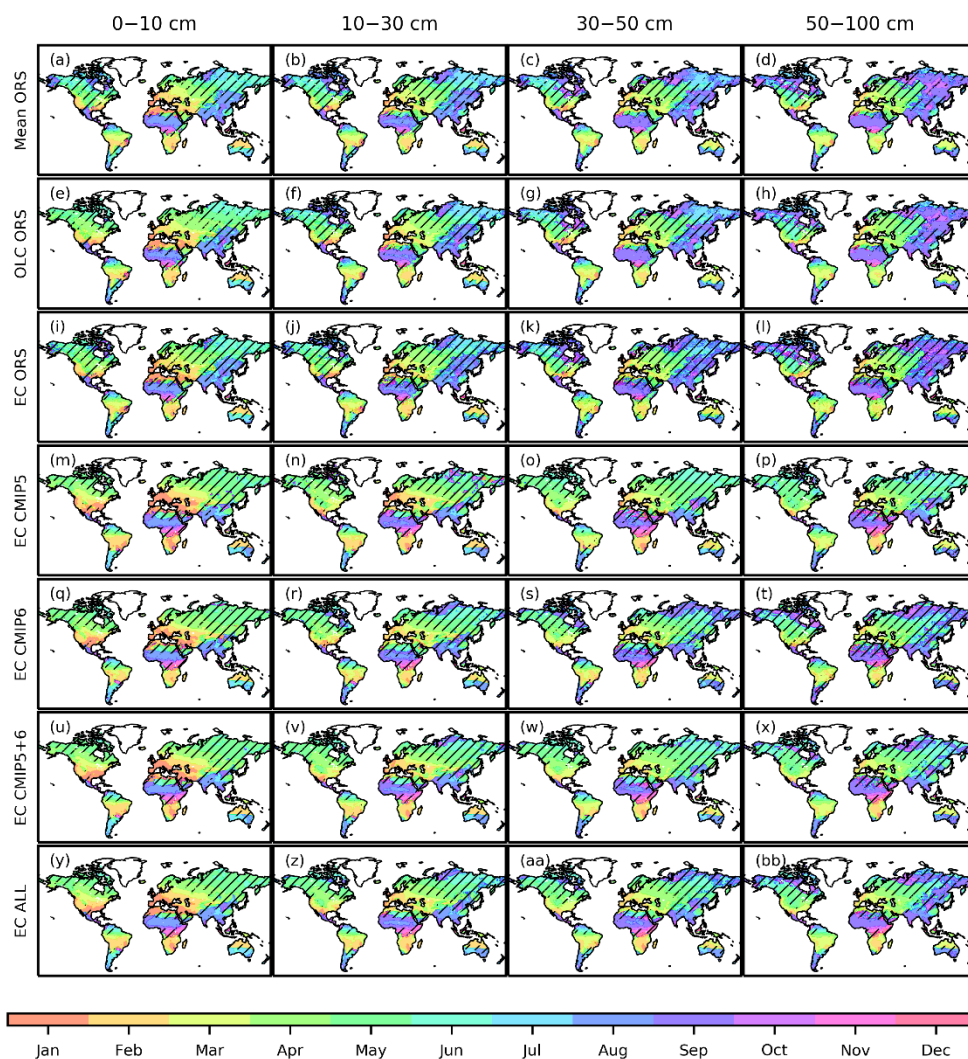 0−10 cm 10−30 cm 30−50 cm 50−100 cm
Mean ORS (a) (b) (c) (d)
OLC ORS (e) (f) (g) (h)
EC ORS (i) (j) (k) (l)
EC CMIP5 (m) (n) (o) (p)
EC CMIP6 (q) (r) (s) (t)
EC CMIP5+6 (u) (v) (w) (x)
EC ALL (y) (z) (aa) (bb)
Jan Feb Mar Apr May Jun Jul Aug Sep Oct Nov Dec